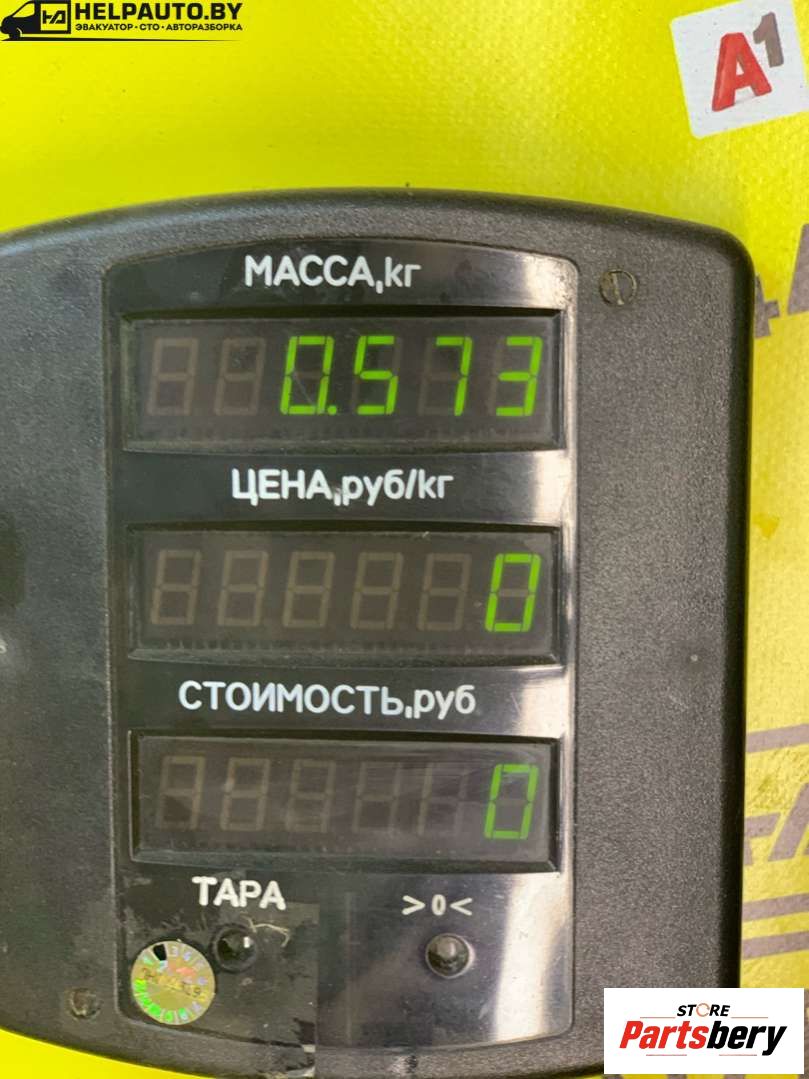 HELPAUTO.BY
ЭВАКУАТОР • СТО • АВТОРАЗБОРКА
A1
МАССА,кг
0.573
ЦЕНА,руб/кг
0
СТОИМОСТЬ,руб
0
ТАРА
>0<
STORE
Partsbery